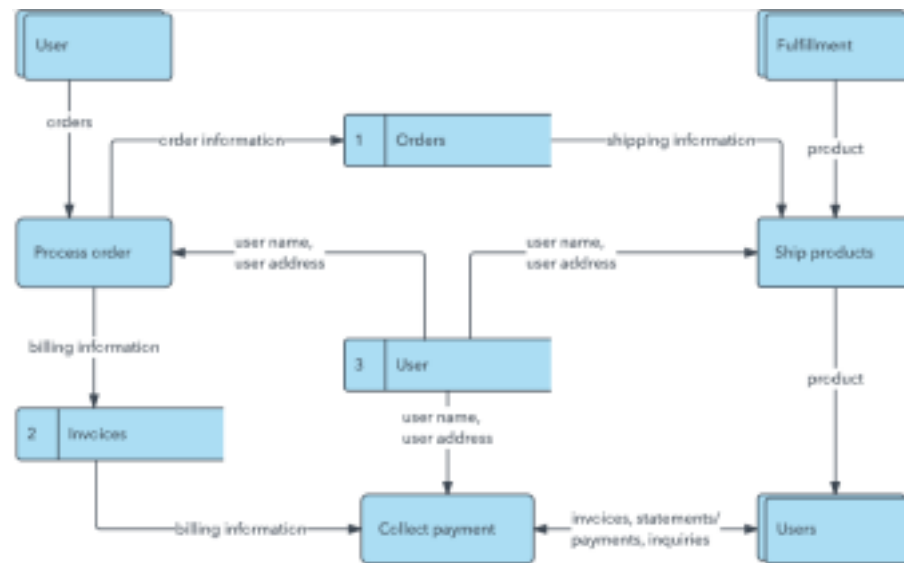 User
Fulfillment
orders
order information
1
Orders
shipping information
product
Process order
user name,
user address
user name,
user address
Ship products
billing information
3
User
product
user name,
user address
2
Invoices
billing information
Collect payment
invoices, statements/
payments, inquiries
Users